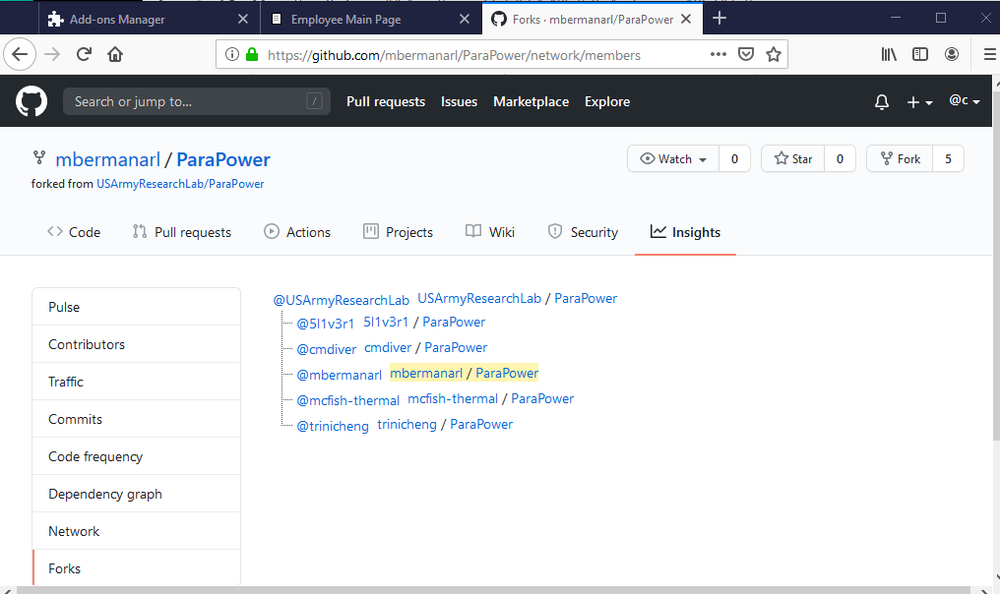 Add-ons Manager
Employee Main Page
Forks · mbermanarl/ParaPower
https://github.com/mbermanarl/ParaPower/network/members
Search or jump to…
/
Pull requests
Issues
Marketplace
Explore
@c
mbermanarl / ParaPower
Watch
0
Star
0
Fork
5
forked from USArmyResearchLab/ParaPower
Code
Pull requests
Actions
Projects
Wiki
Security
Insights
Pulse
Contributors
Traffic
Commits
Code frequency
Dependency graph
Network
Forks
@USArmyResearchLab USArmyResearchLab / ParaPower
@5l1v3r1 5l1v3r1 / ParaPower
@cmdiver cmdiver / ParaPower
@mbermanarl mbermanarl / ParaPower
@mcfish-thermal mcfish-thermal / ParaPower
@trinicheng trinicheng / ParaPower